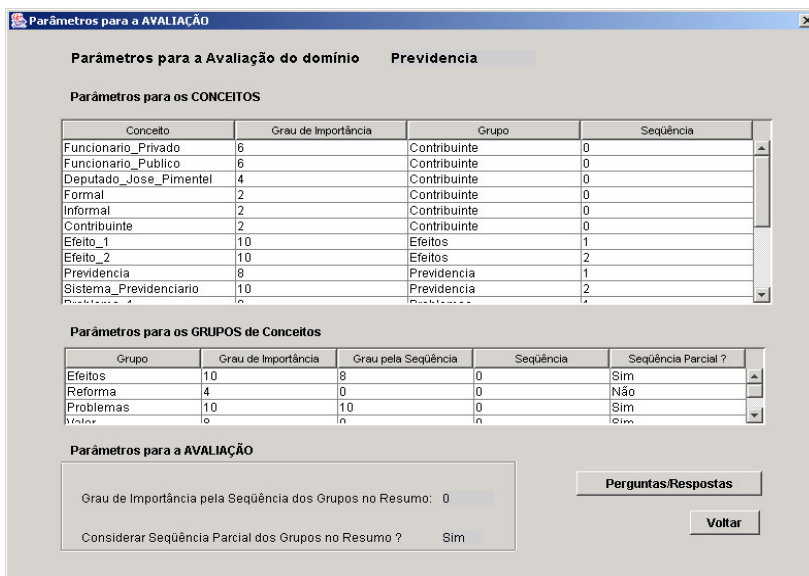 Parâmetros para a AVALIAÇÃO
Parâmetros para a Avaliação do domínio Previdencia
Parâmetros para os CONCEITOS
Conceito Grau de Importância Grupo Seqüência
Funcionario_Privado 6 Contribuinte 0
Funcionario_Publico 6 Contribuinte 0
Deputado_Jose_Pimentel 4 Contribuinte 0
Formal 2 Contribuinte 0
Informal 2 Contribuinte 0
Contribuinte 2 Contribuinte 0
Efeito_1 10 Efeitos 1
Efeito_2 10 Efeitos 2
Previdencia 8 Previdencia 1
Sistema_Previdenciario 10 Previdencia 2
Parâmetros para os GRUPOS de Conceitos
Grupo Grau de Importância Grau pela Seqüência Seqüência Seqüência Parcial ?
Efeitos 10 8 0 Sim
Reforma 4 0 0 Não
Problemas 10 10 0 Sim
Valor 8 0 0 Sim
Parâmetros para a AVALIAÇÃO
Grau de Importância pela Seqüência dos Grupos no Resumo: 0
Perguntas/Respostas
Considerar Seqüência Parcial dos Grupos no Resumo ? Sim
Voltar